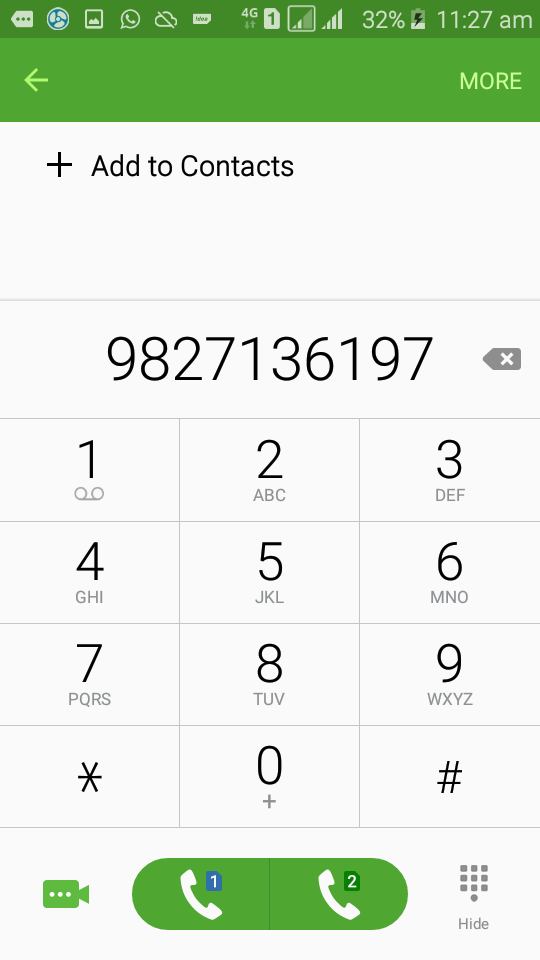 4G 1 32% 11:27 am
MORE
+ Add to Contacts
9827136197
1 2 3
ABC DEF
4 5 6
GHI JKL MNO
7 8 9
PQRS TUV WXYZ
* 0 #
+
1 2
Hide